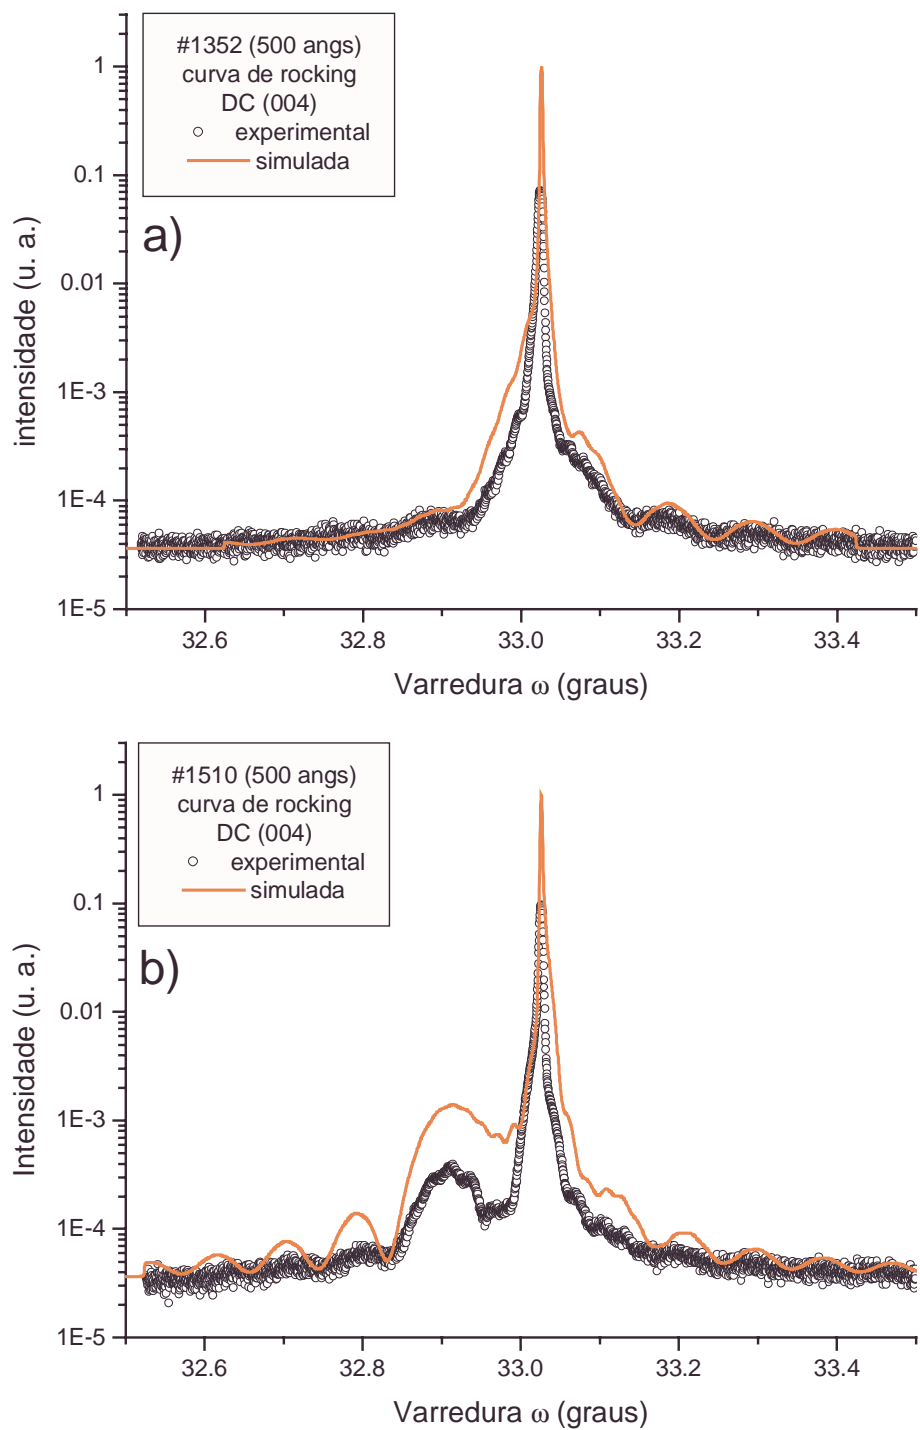 #1352 (500 angs)
curva de rocking
DC (004)
experimental
simulada
a)
intensidade (u. a.)
1
0.1
0.01
1E-3
1E-4
1E-5
32.6 32.8 33.0 33.2 33.4
Varredura ω (graus)
#1510 (500 angs)
curva de rocking
DC (004)
experimental
simulada
b)
Intensidade (u. a.)
1
0.1
0.01
1E-3
1E-4
1E-5
32.6 32.8 33.0 33.2 33.4
Varredura ω (graus)